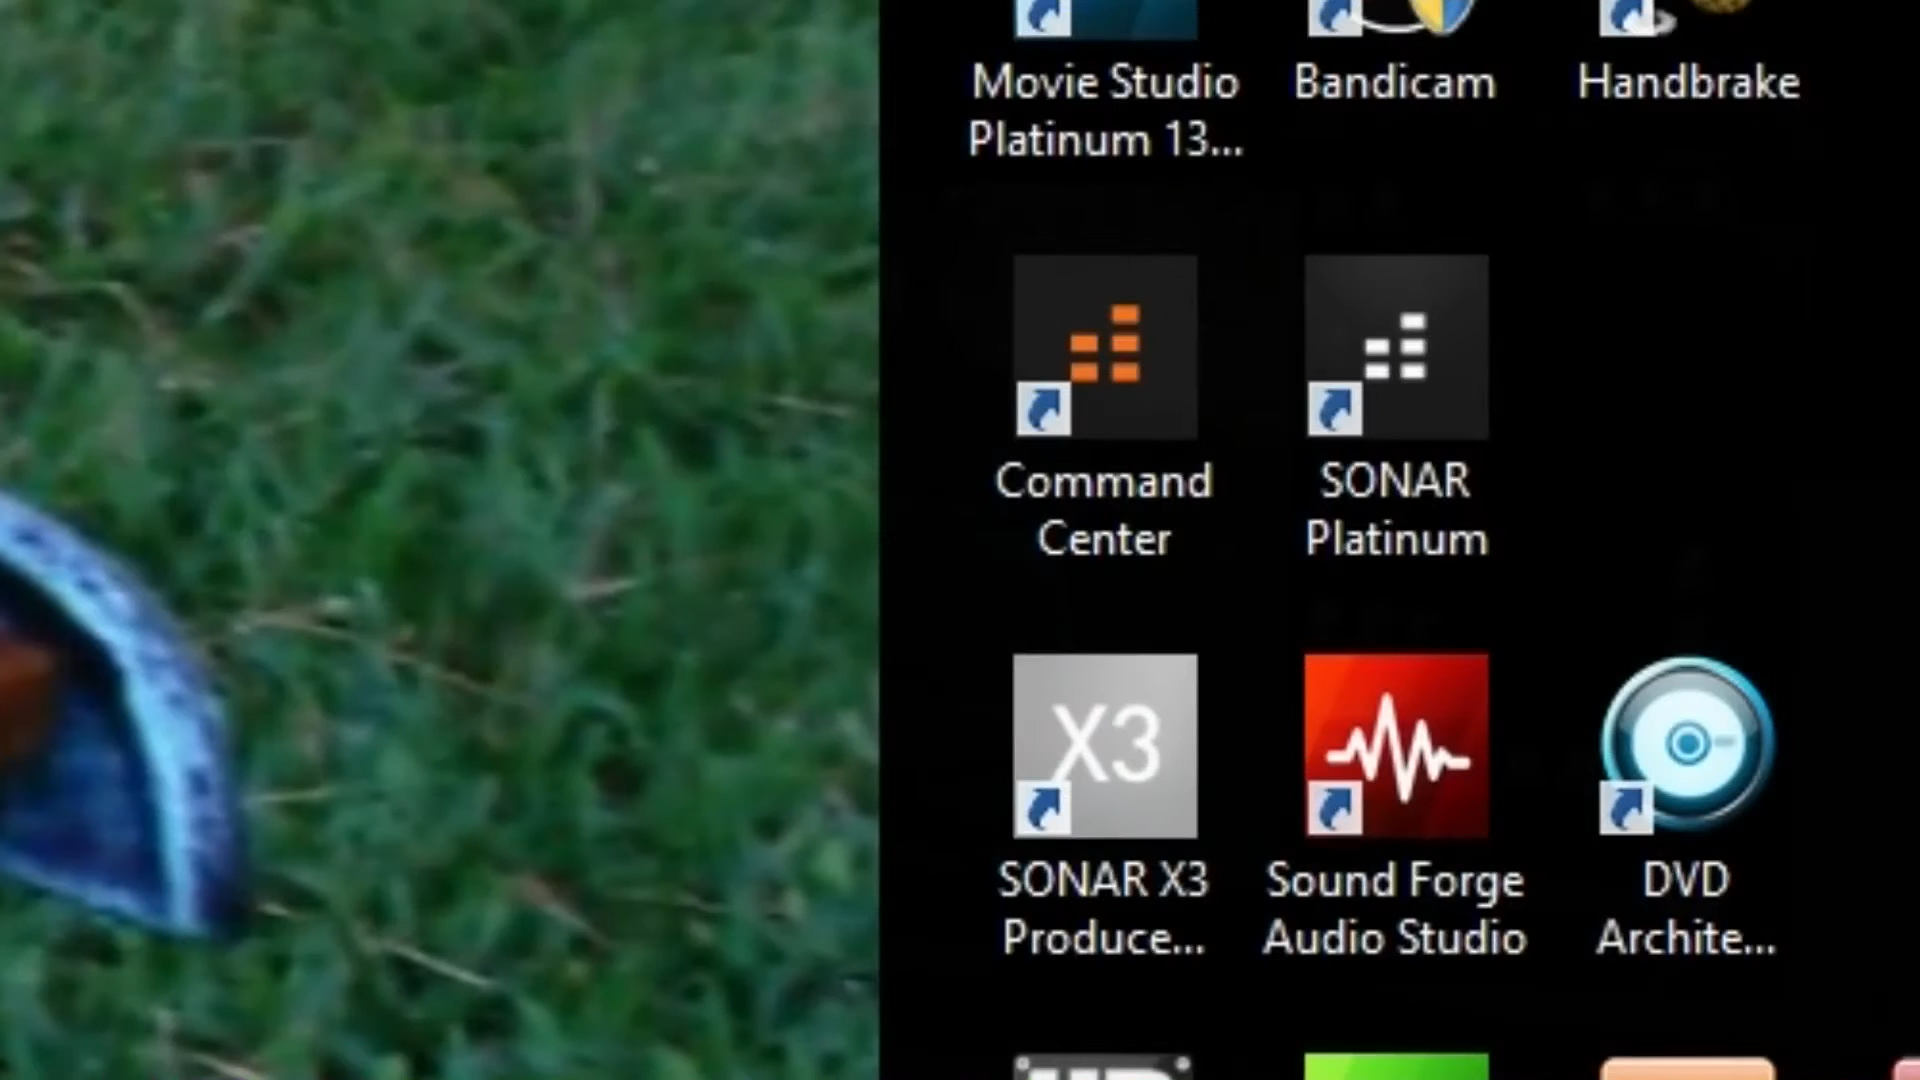 Movie Studio
Platinum 13...
Bandicam
Handbrake
Command
Center
SONAR
Platinum
X3
SONAR X3
Produce...
Sound Forge
Audio Studio
DVD
Archite...